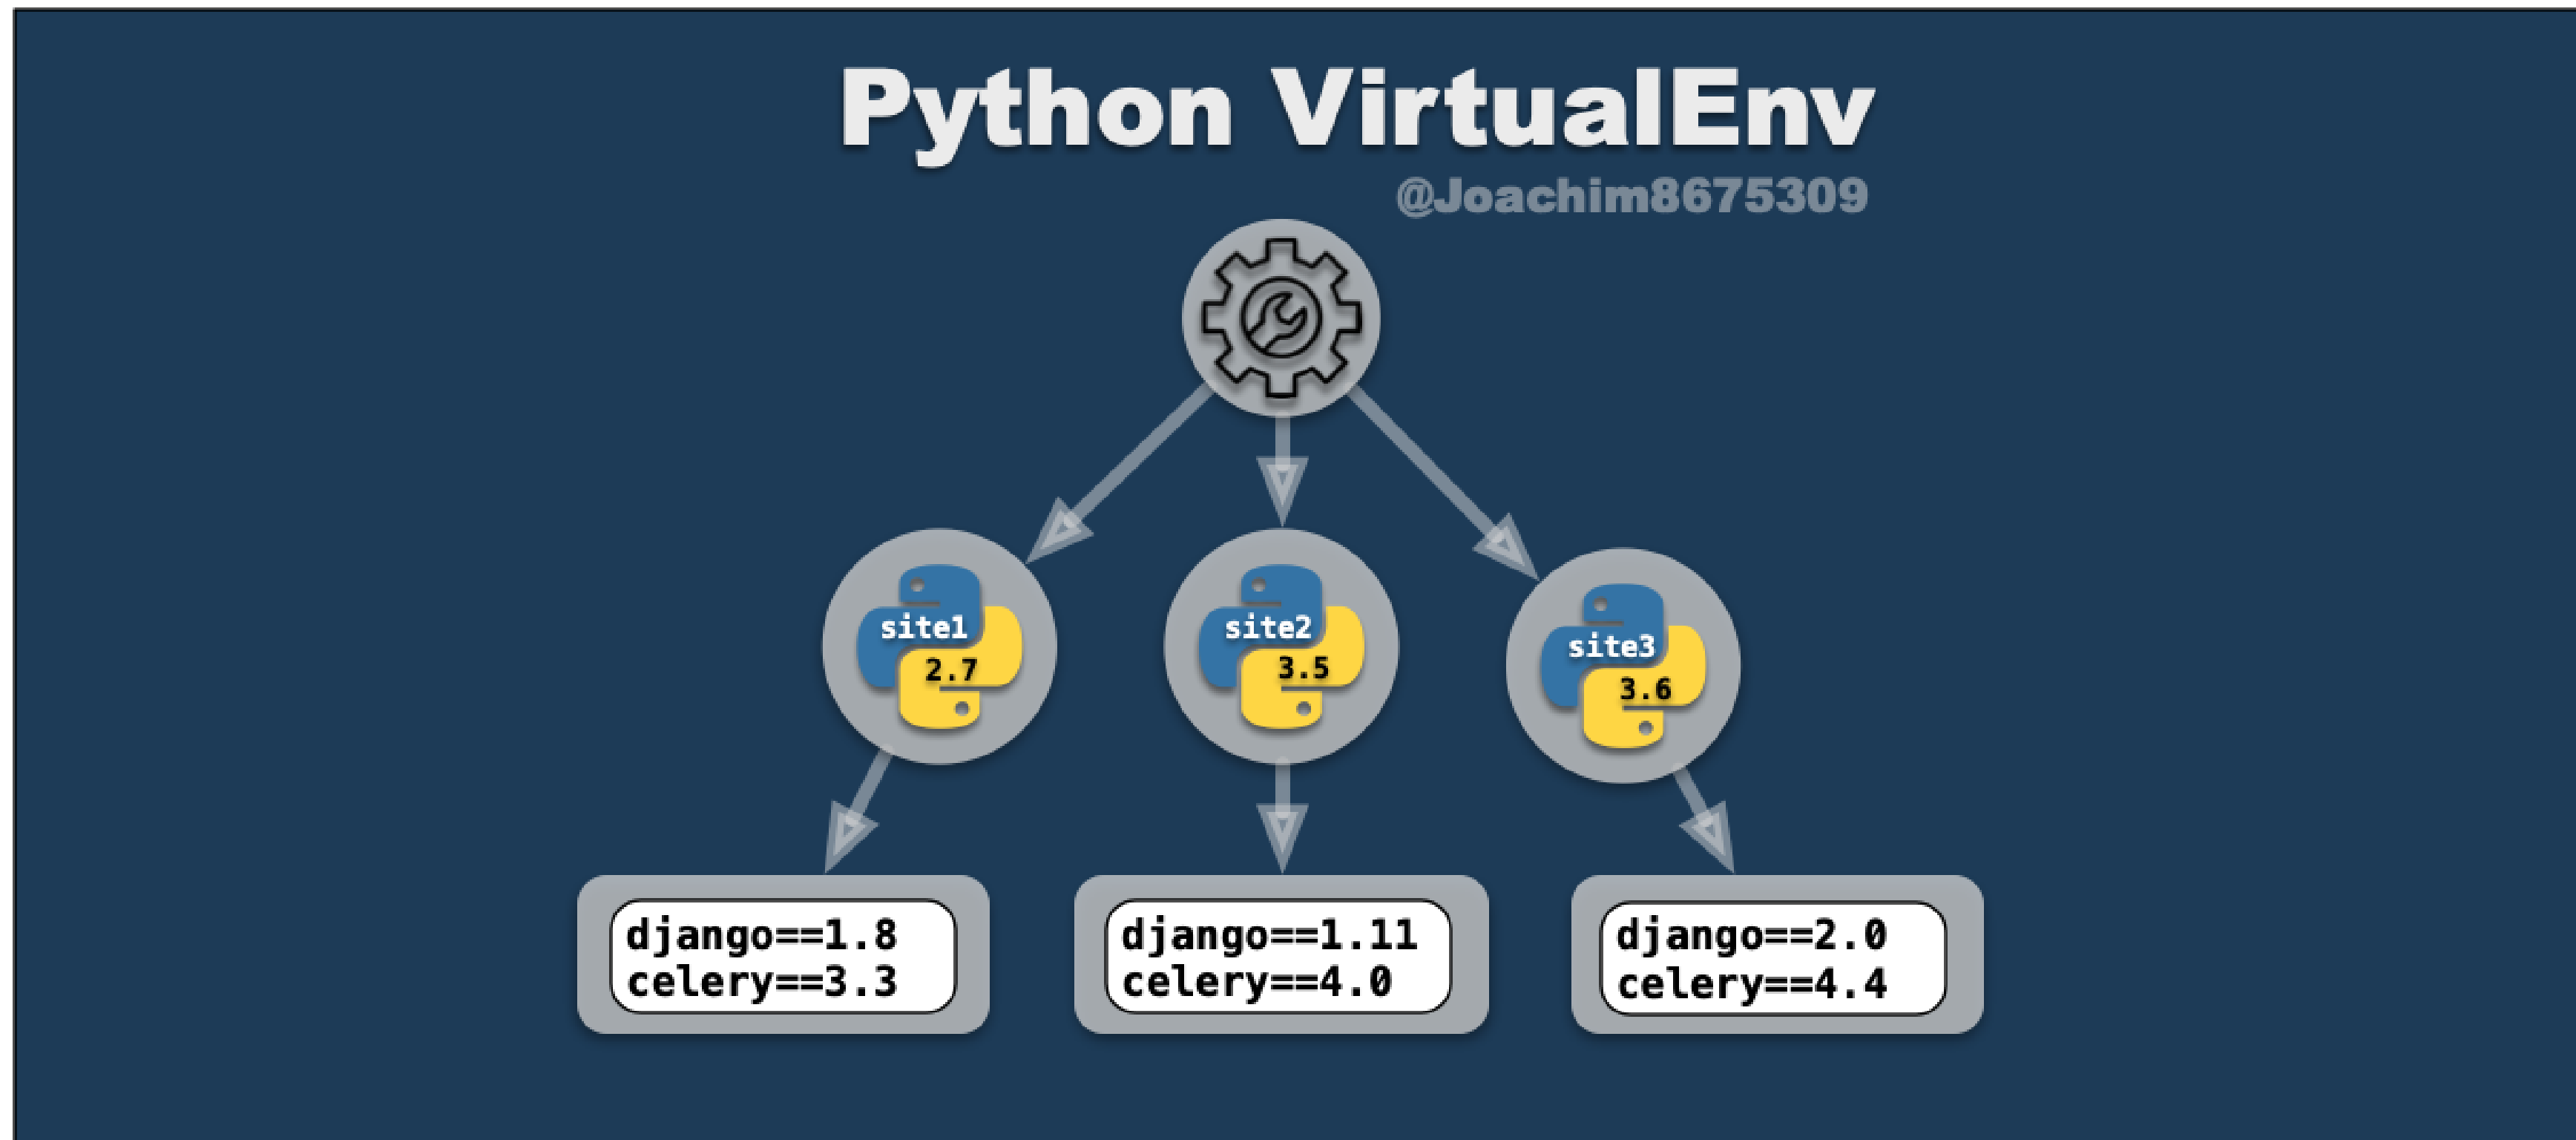 Python VirtualEnv
@Joachim8675309
site1
2.7
site2
3.5
site3
3.6
django==1.8
celery==3.3
django==1.11
celery==4.0
django==2.0
celery==4.4